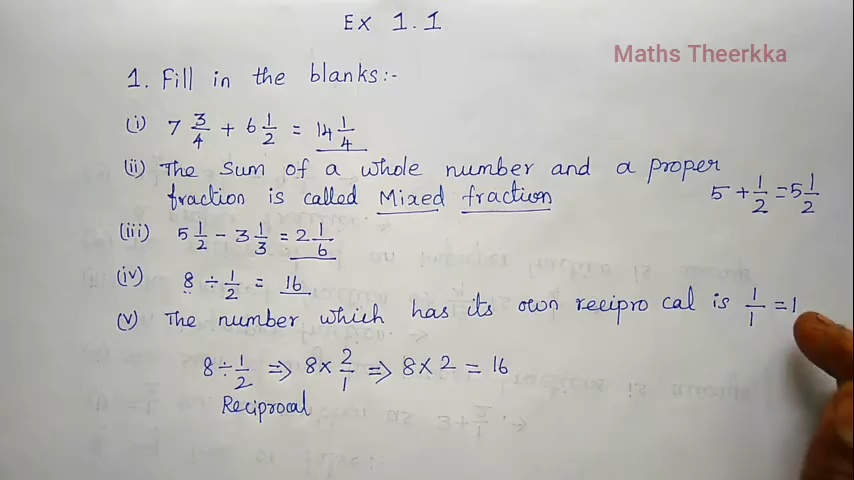 Ex 1.1
Maths Theerkka
1. Fill in the blanks:-
(i) 7 3/4 + 6 1/2 = 14 1/4
(ii) The sum of a whole number and a proper
fraction is called Mixed fraction
5 + 1/2 = 5 1/2
(iii) 5 1/2 - 3 1/3 = 2 1/6
(iv) 8 ÷ 1/2 = 16
(v) The number which has its own recipro cal is 1/1 = 1
8 ÷ 1/2 ⇒ 8 × 2/1 ⇒ 8 × 2 = 16
Reciprocal